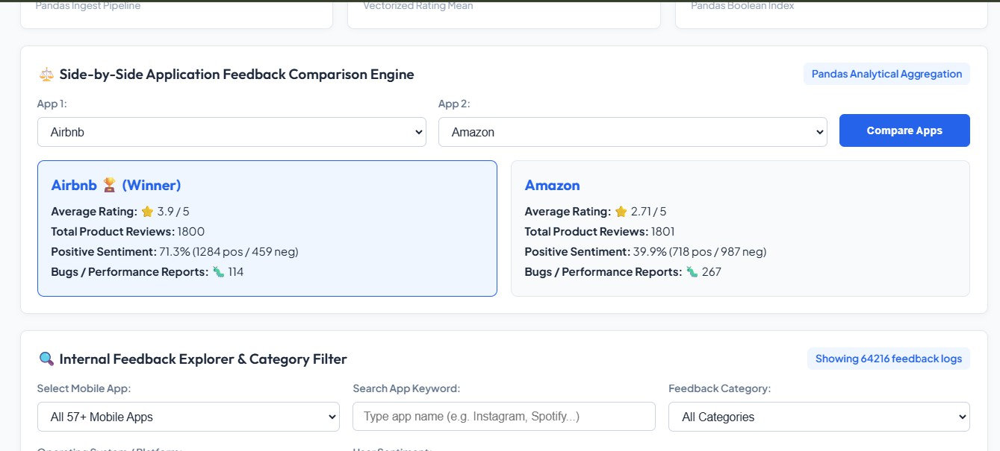 Pandas Ingest Pipeline
Vectorized Rating Mean
Pandas Boolean Index
Side-by-Side Application Feedback Comparison Engine
Pandas Analytical Aggregation
App 1:
App 2:
Airbnb
Amazon
Compare Apps
Airbnb 🏆 (Winner)
Average Rating: ⭐ 3.9 / 5
Total Product Reviews: 1800
Positive Sentiment: 71.3% (1284 pos / 459 neg)
Bugs / Performance Reports: 🐛 114
Amazon
Average Rating: ⭐ 2.71 / 5
Total Product Reviews: 1801
Positive Sentiment: 39.9% (718 pos / 987 neg)
Bugs / Performance Reports: 🐛 267
Internal Feedback Explorer & Category Filter
Showing 64216 feedback logs
Select Mobile App:
Search App Keyword:
Feedback Category:
All 57+ Mobile Apps
Type app name (e.g. Instagram, Spotify...)
All Categories
Operating System / Platform:
User Sentiment: